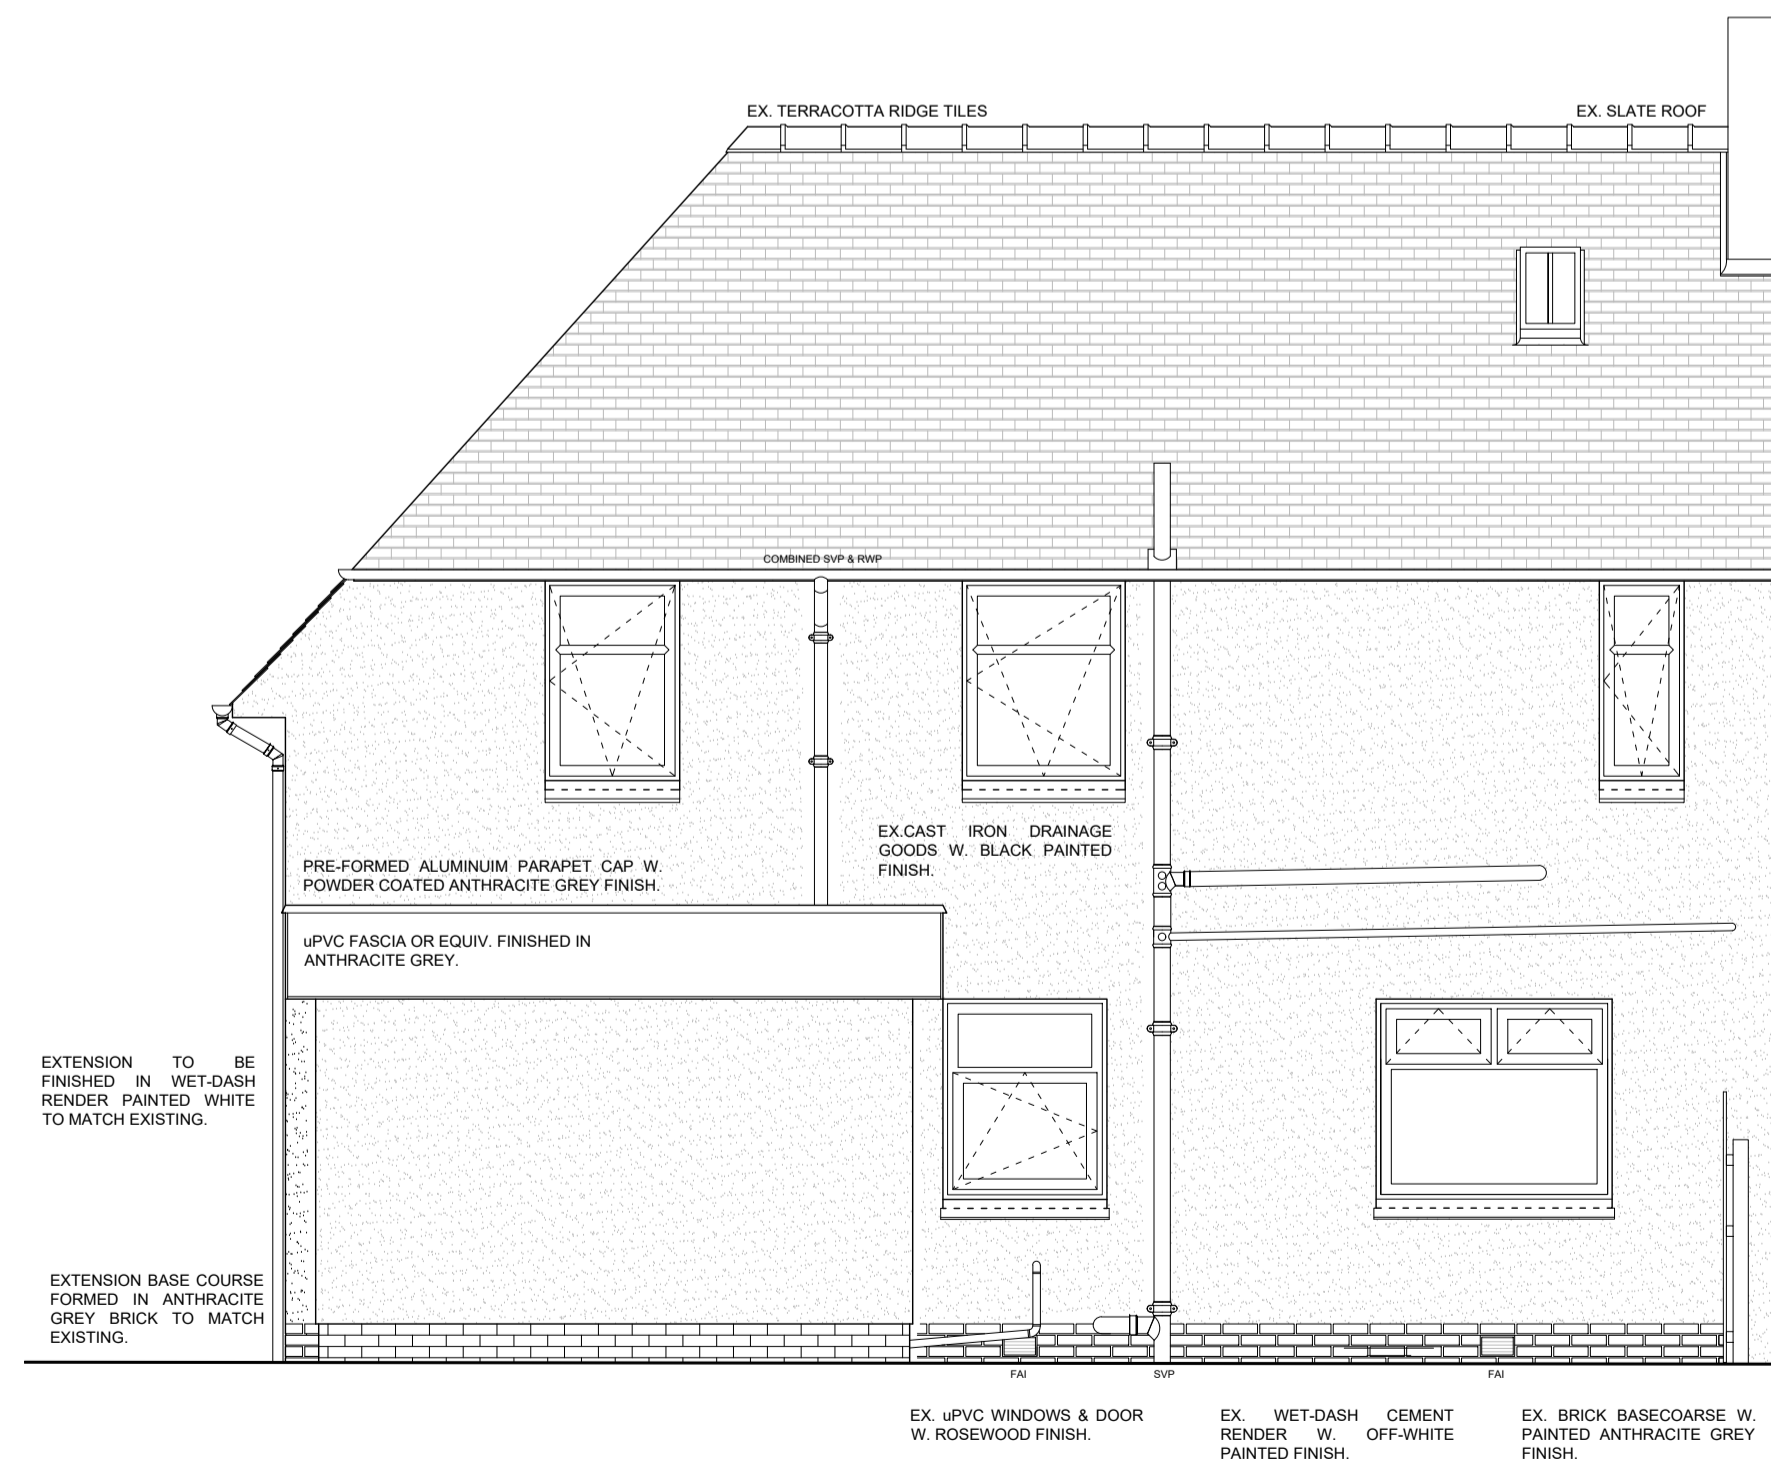 EX. TERRACOTTA RIDGE TILES
EX. SLATE ROOF
COMBINED SVP & RWP
EX.CAST IRON DRAINAGE
GOODS W. BLACK PAINTED
FINISH.
PRE-FORMED ALUMINUIM PARAPET CAP W.
POWDER COATED ANTHRACITE GREY FINISH.
uPVC FASCIA OR EQUIV. FINISHED IN
ANTHRACITE GREY.
EXTENSION TO BE
FINISHED IN WET-DASH
RENDER PAINTED WHITE
TO MATCH EXISTING.
EXTENSION BASE COURSE
FORMED IN ANTHRACITE
GREY BRICK TO MATCH
EXISTING.
FAI
SVP
FAI
EX. uPVC WINDOWS & DOOR
W. ROSEWOOD FINISH.
EX. WET-DASH CEMENT
RENDER W. OFF-WHITE
PAINTED FINISH.
EX. BRICK BASECOARSE W.
PAINTED ANTHRACITE GREY
FINISH.